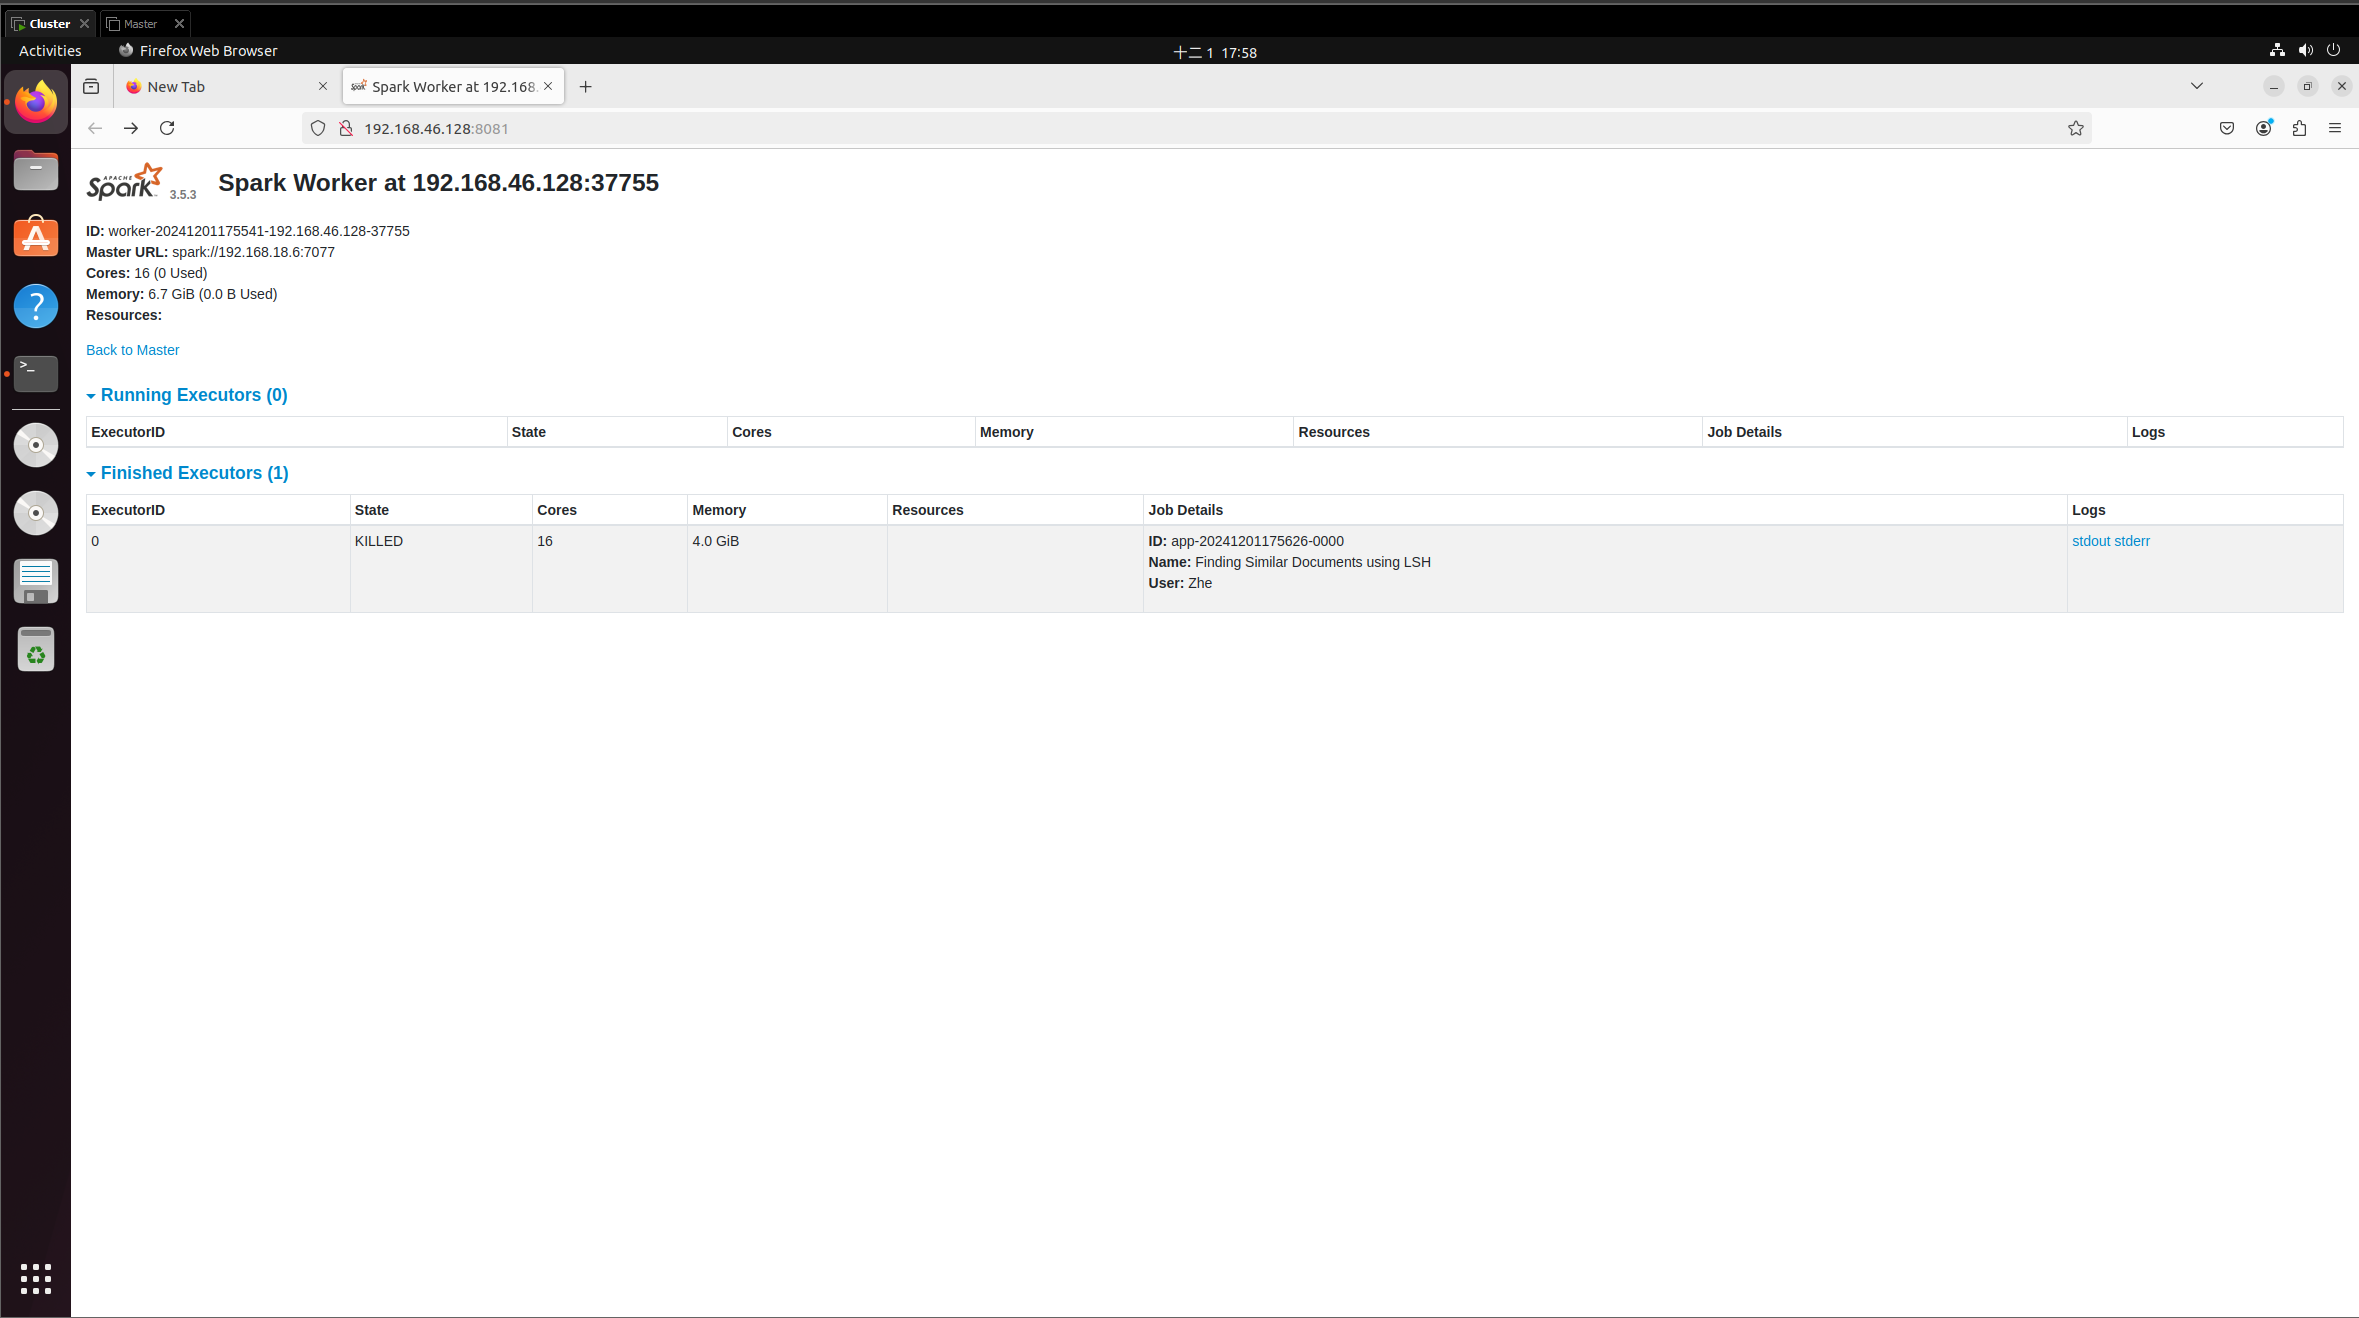 Cluster Master
Activities Firefox Web Browser 十二 1 17:58
New Tab Spark Worker at 192.168.
192.168.46.128:8081
APACHE Spark 3.5.3 Spark Worker at 192.168.46.128:37755
ID: worker-20241201175541-192.168.46.128-37755
Master URL: spark://192.168.18.6:7077
Cores: 16 (0 Used)
Memory: 6.7 GiB (0.0 B Used)
Resources:
Back to Master
Running Executors (0)
ExecutorID State Cores Memory Resources Job Details Logs
Finished Executors (1)
ExecutorID State Cores Memory Resources Job Details Logs
0 KILLED 16 4.0 GiB ID: app-20241201175626-0000 stdout stderr
Name: Finding Similar Documents using LSH
User: Zhe